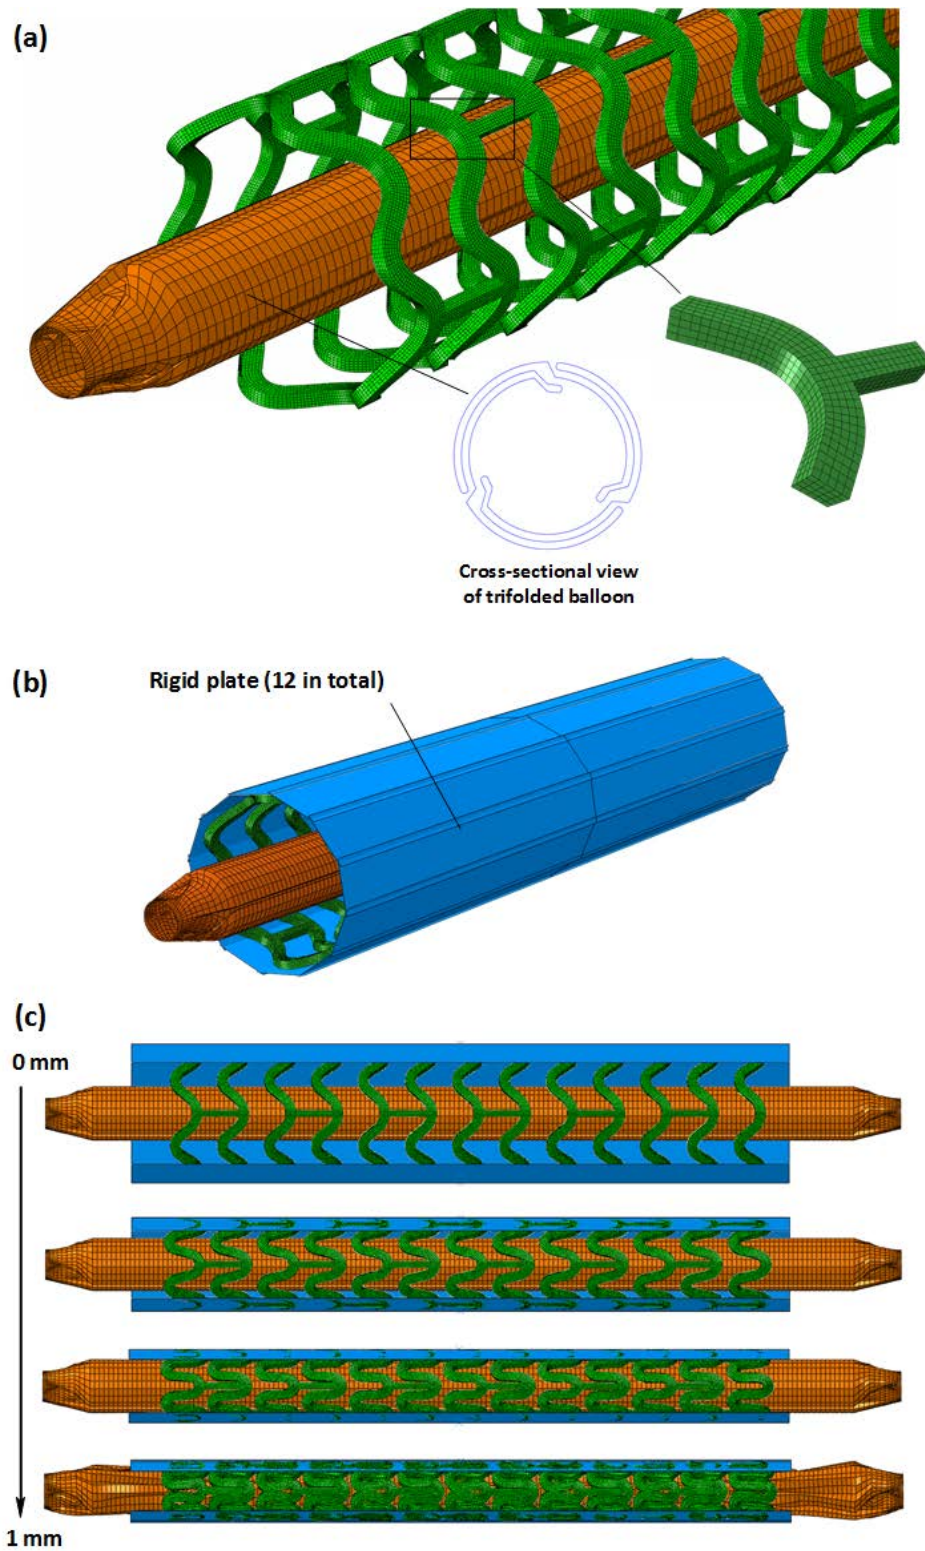 (a)
Cross-sectional view
of trifolded balloon
(b)
Rigid plate (12 in total)
(c)
0 mm
1 mm